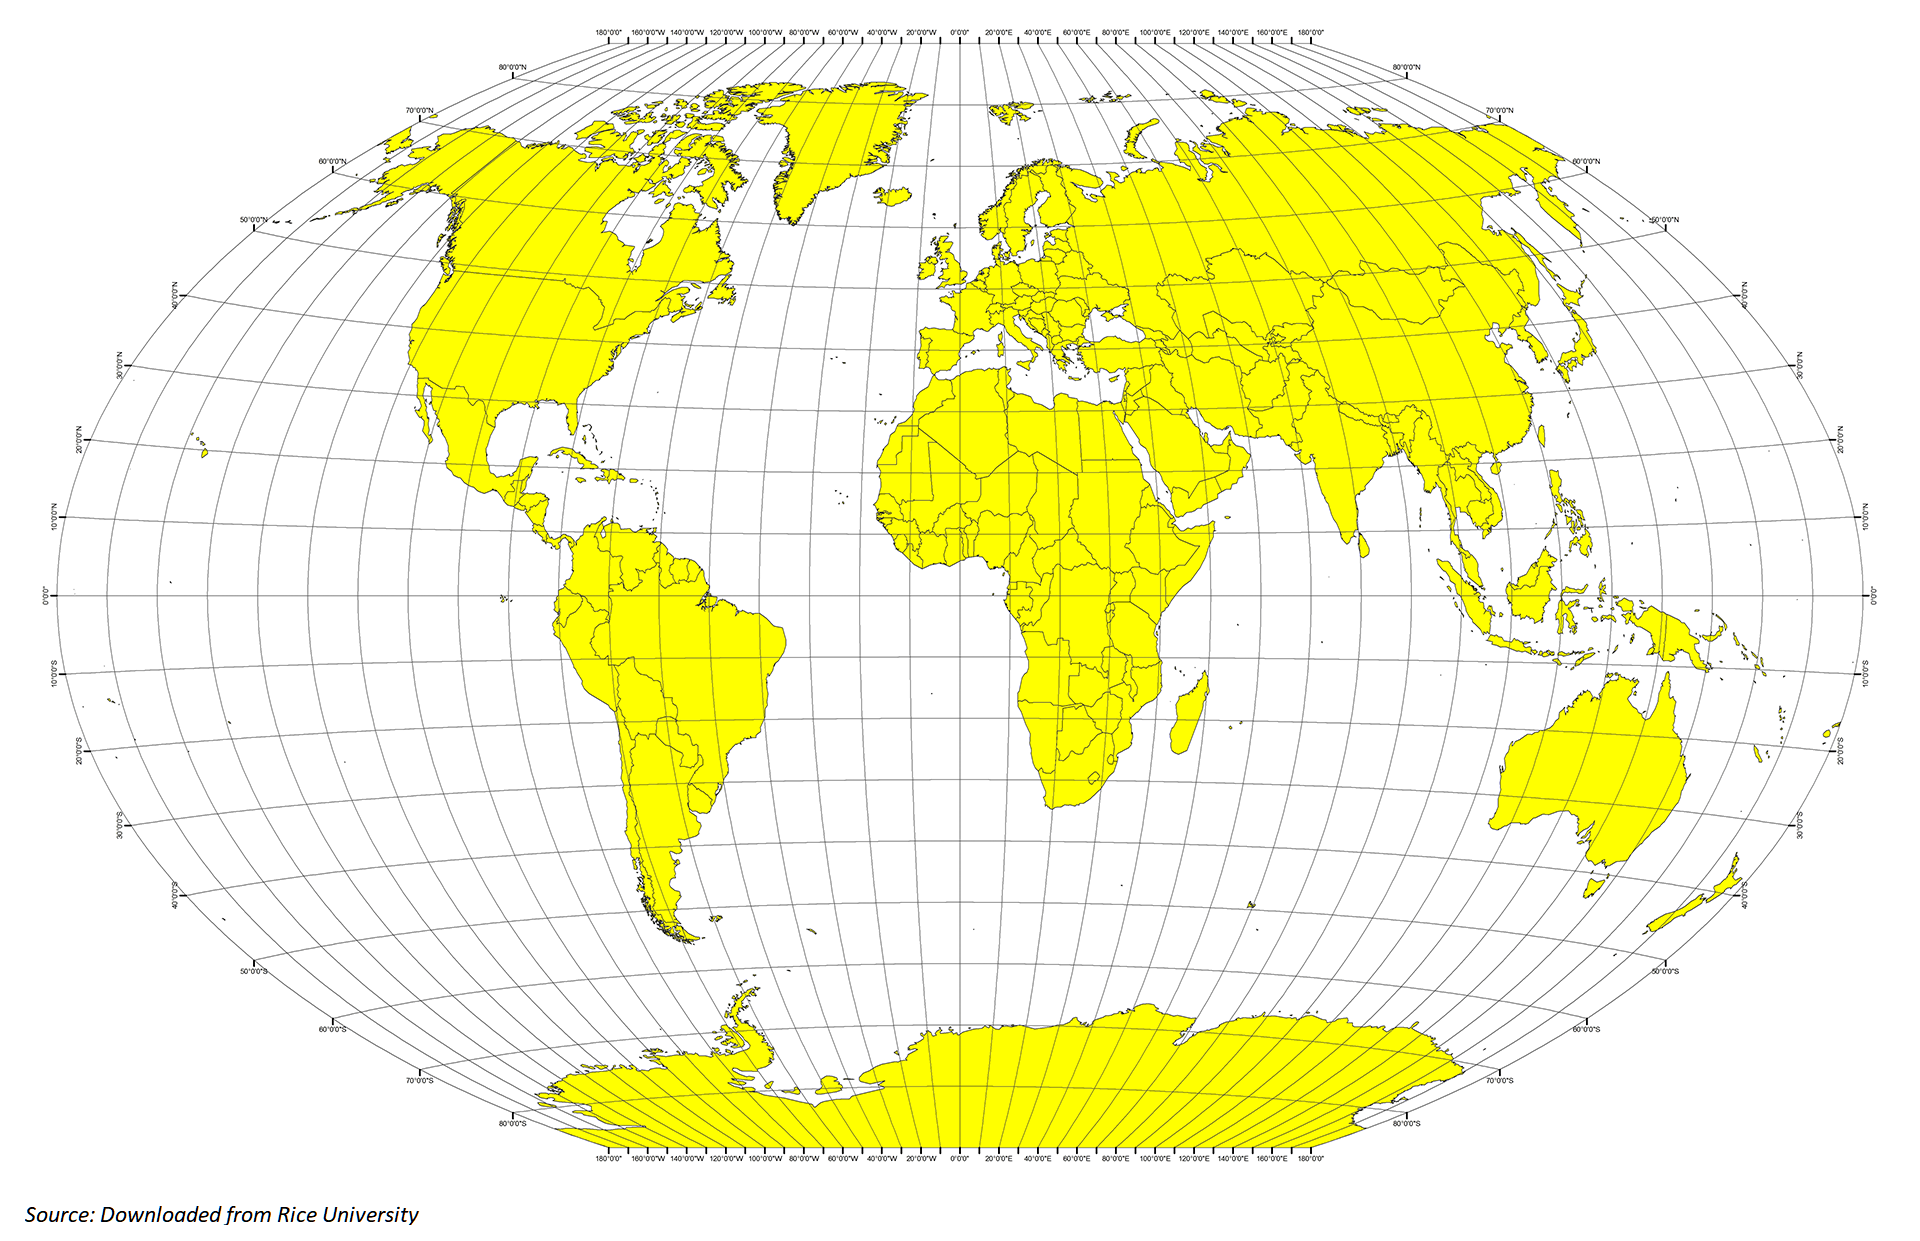 180°0'0" 160°0'0"W 140°0'0"W 120°0'0"W 100°0'0"W 80°0'0"W 60°0'0"W 40°0'0"W 20°0'0"W 0°0'0" 20°0'0"E 40°0'0"E 60°0'0"E 80°0'0"E 100°0'0"E 120°0'0"E 140°0'0"E 160°0'0"E 180°0'0"
80°0'0"N 80°0'0"N
70°0'0"N 70°0'0"N
60°0'0"N 60°0'0"N
50°0'0"N 50°0'0"N
40°0'0"N 40°0'0"N
30°0'0"N 30°0'0"N
20°0'0"N 20°0'0"N
10°0'0"N 10°0'0"N
0°0'0" 0°0'0"
10°0'0"S 10°0'0"S
20°0'0"S 20°0'0"S
30°0'0"S 30°0'0"S
40°0'0"S 40°0'0"S
50°0'0"S 50°0'0"S
60°0'0"S 60°0'0"S
70°0'0"S 70°0'0"S
80°0'0"S 80°0'0"S
180°0'0" 160°0'0"W 140°0'0"W 120°0'0"W 100°0'0"W 80°0'0"W 60°0'0"W 40°0'0"W 20°0'0"W 0°0'0" 20°0'0"E 40°0'0"E 60°0'0"E 80°0'0"E 100°0'0"E 120°0'0"E 140°0'0"E 160°0'0"E 180°0'0"
Source: Downloaded from Rice University